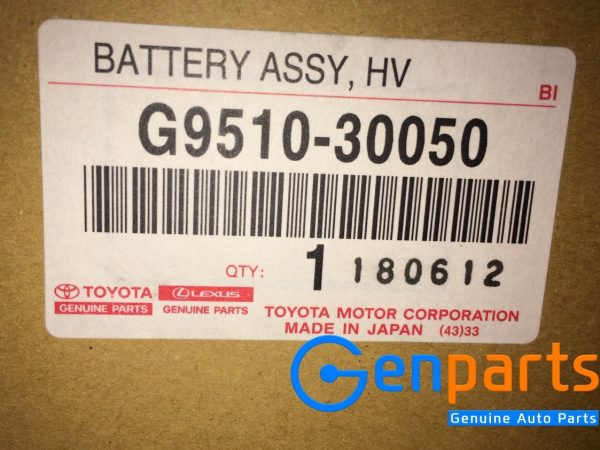 BATTERY ASSY, HV
BI
G9510-30050
QTY: 1 180612
TOYOTA LEXUS
GENUINE PARTS GENUINE PARTS
TOYOTA MOTOR CORPORATION
MADE IN JAPAN (43)33
Genparts
Genuine Auto Parts